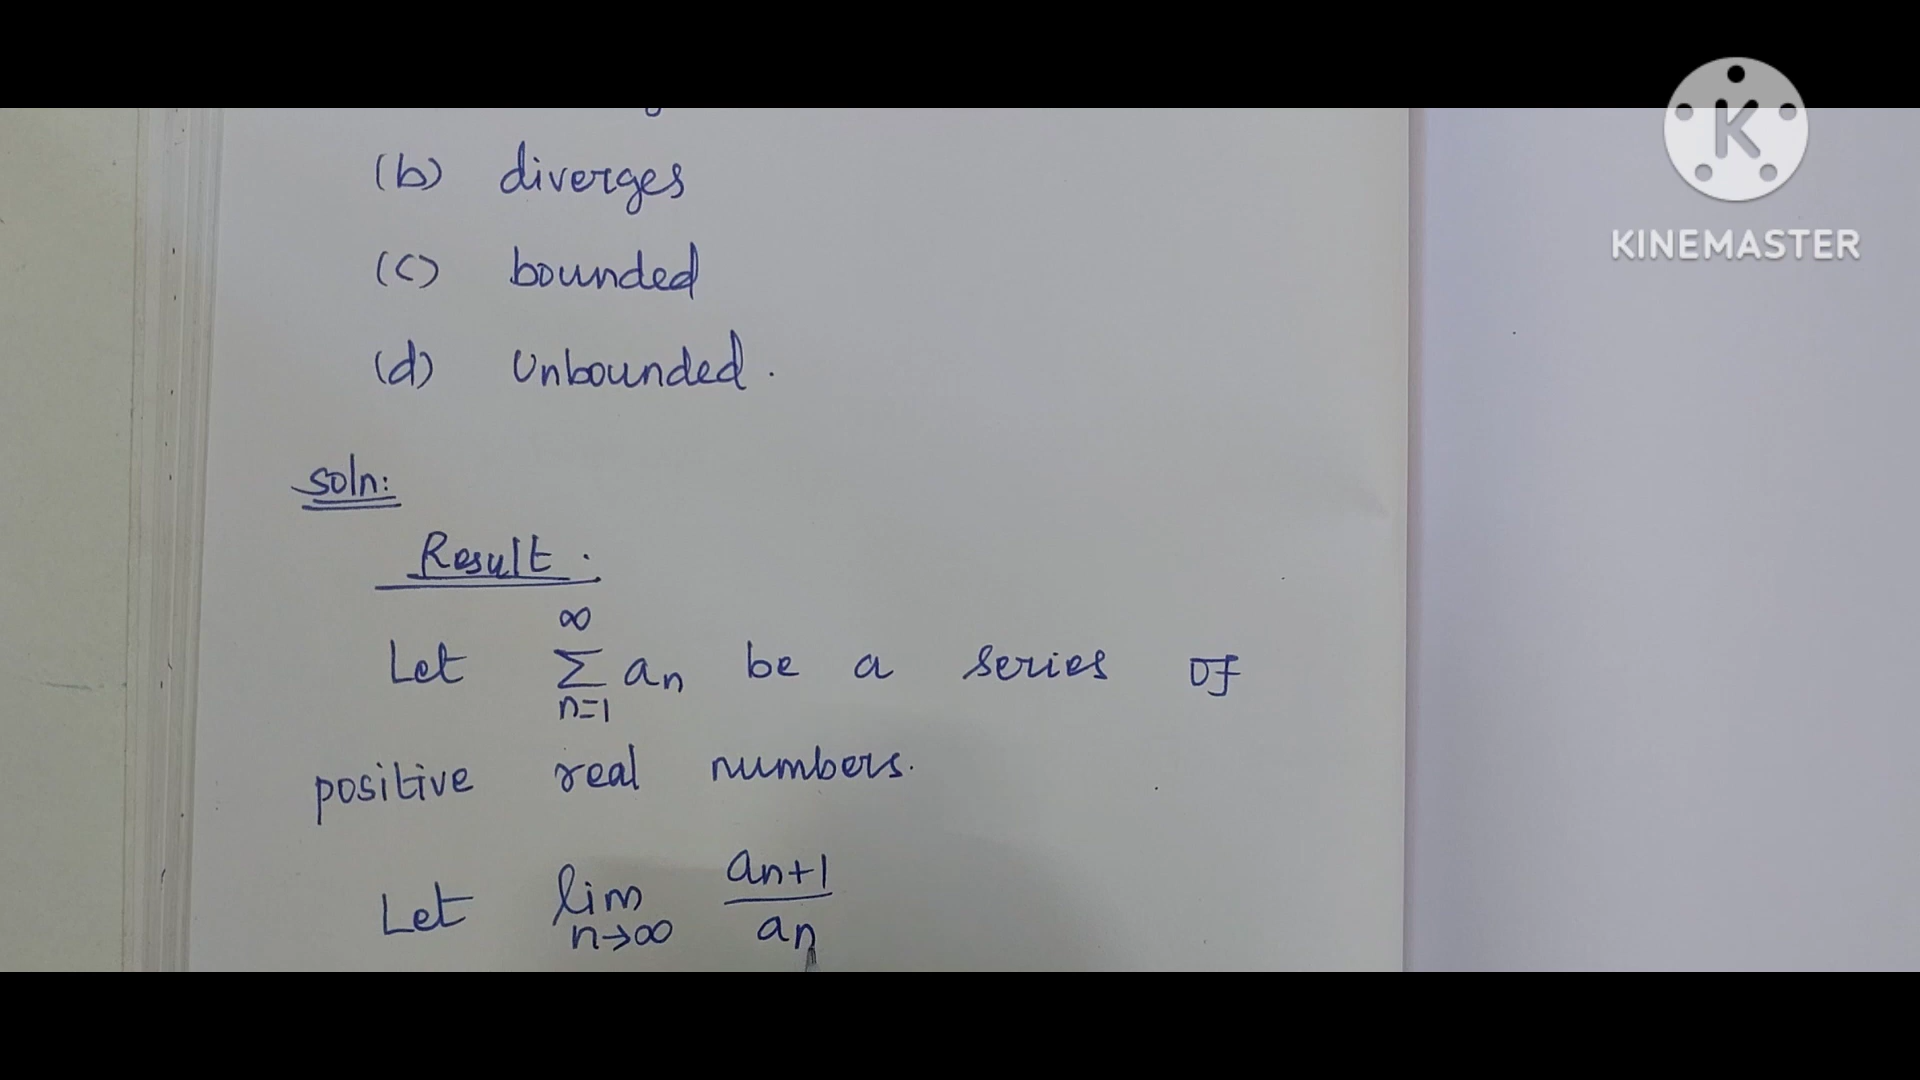 (b) diverges
(c) bounded
(d) Unbounded.
K
KINEMASTER
Soln:
Result.
∞
Let Σ an be a series of
n=1
positive real numbers.
Let lim an+1
n→∞ an